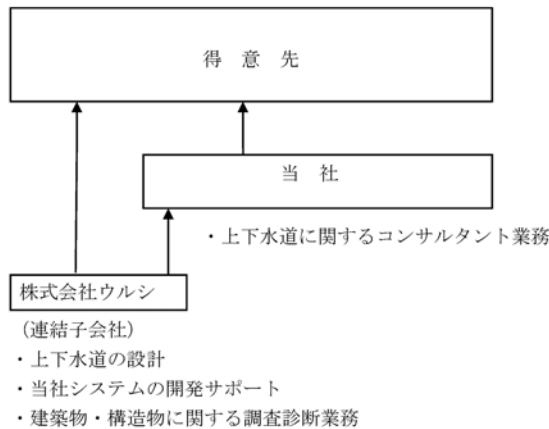 得 意 先
当 社
・上下水道に関するコンサルタント業務
株式会社ウルシ
(連結子会社)
・上下水道の設計
・当社システムの開発サポート
・建築物・構造物に関する調査診断業務